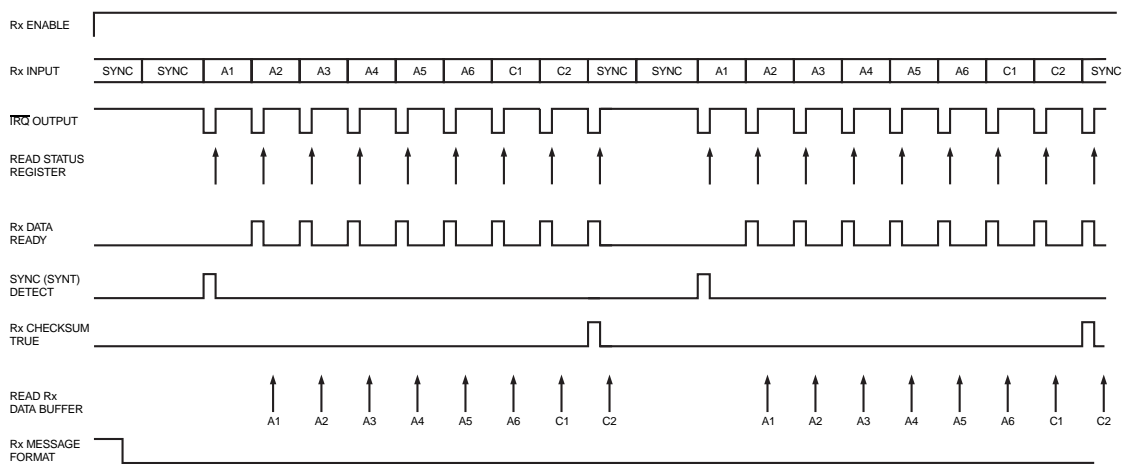 Rx ENABLE
Rx INPUT SYNC SYNC A1 A2 A3 A4 A5 A6 C1 C2 SYNC SYNC A1 A2 A3 A4 A5 A6 C1 C2 SYNC
IRQ OUTPUT
READ STATUS
REGISTER
Rx DATA
READY
SYNC (SYNT)
DETECT
Rx CHECKSUM
TRUE
READ Rx
DATA BUFFER
A1 A2 A3 A4 A5 A6 C1 C2 A1 A2 A3 A4 A5 A6 C1 C2
Rx MESSAGE
FORMAT